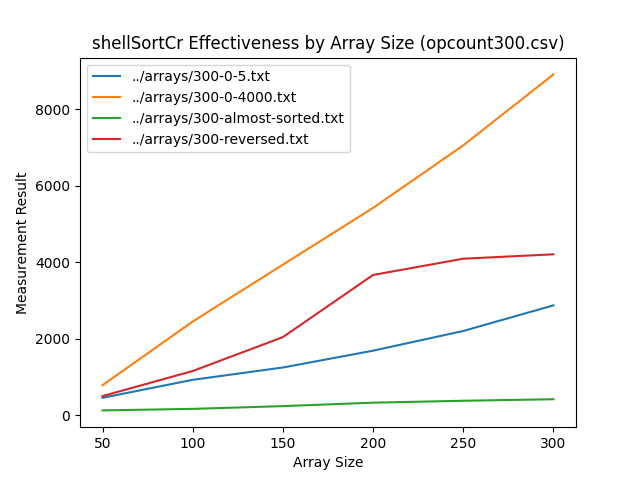 shellSortCr Effectiveness by Array Size (opcount300.csv)
../arrays/300-0-5.txt
../arrays/300-0-4000.txt
../arrays/300-almost-sorted.txt
../arrays/300-reversed.txt
8000
6000
4000
2000
0
Measurement Result
50 100 150 200 250 300
Array Size